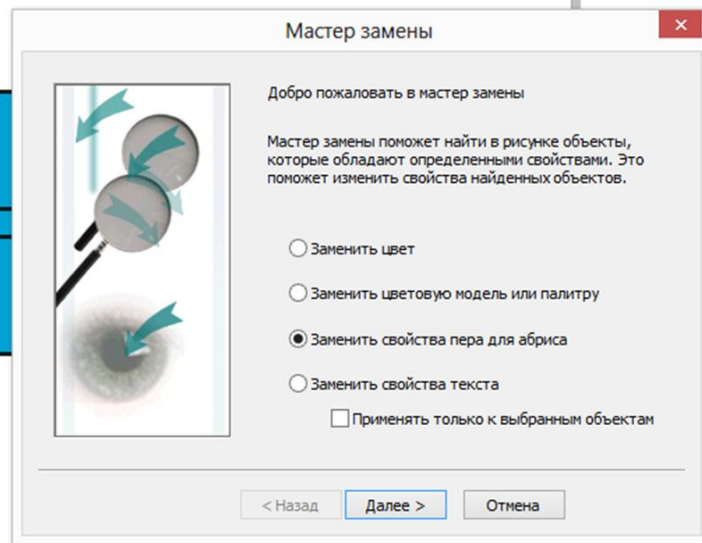 Мастер замены
Добро пожаловать в мастер замены
Мастер замены поможет найти в рисунке объекты,
которые обладают определенными свойствами. Это
поможет изменить свойства найденных объектов.
Заменить цвет
Заменить цветовую модель или палитру
Заменить свойства пера для абриса
Заменить свойства текста
Применять только к выбранным объектам
< Назад
Далее >
Отмена